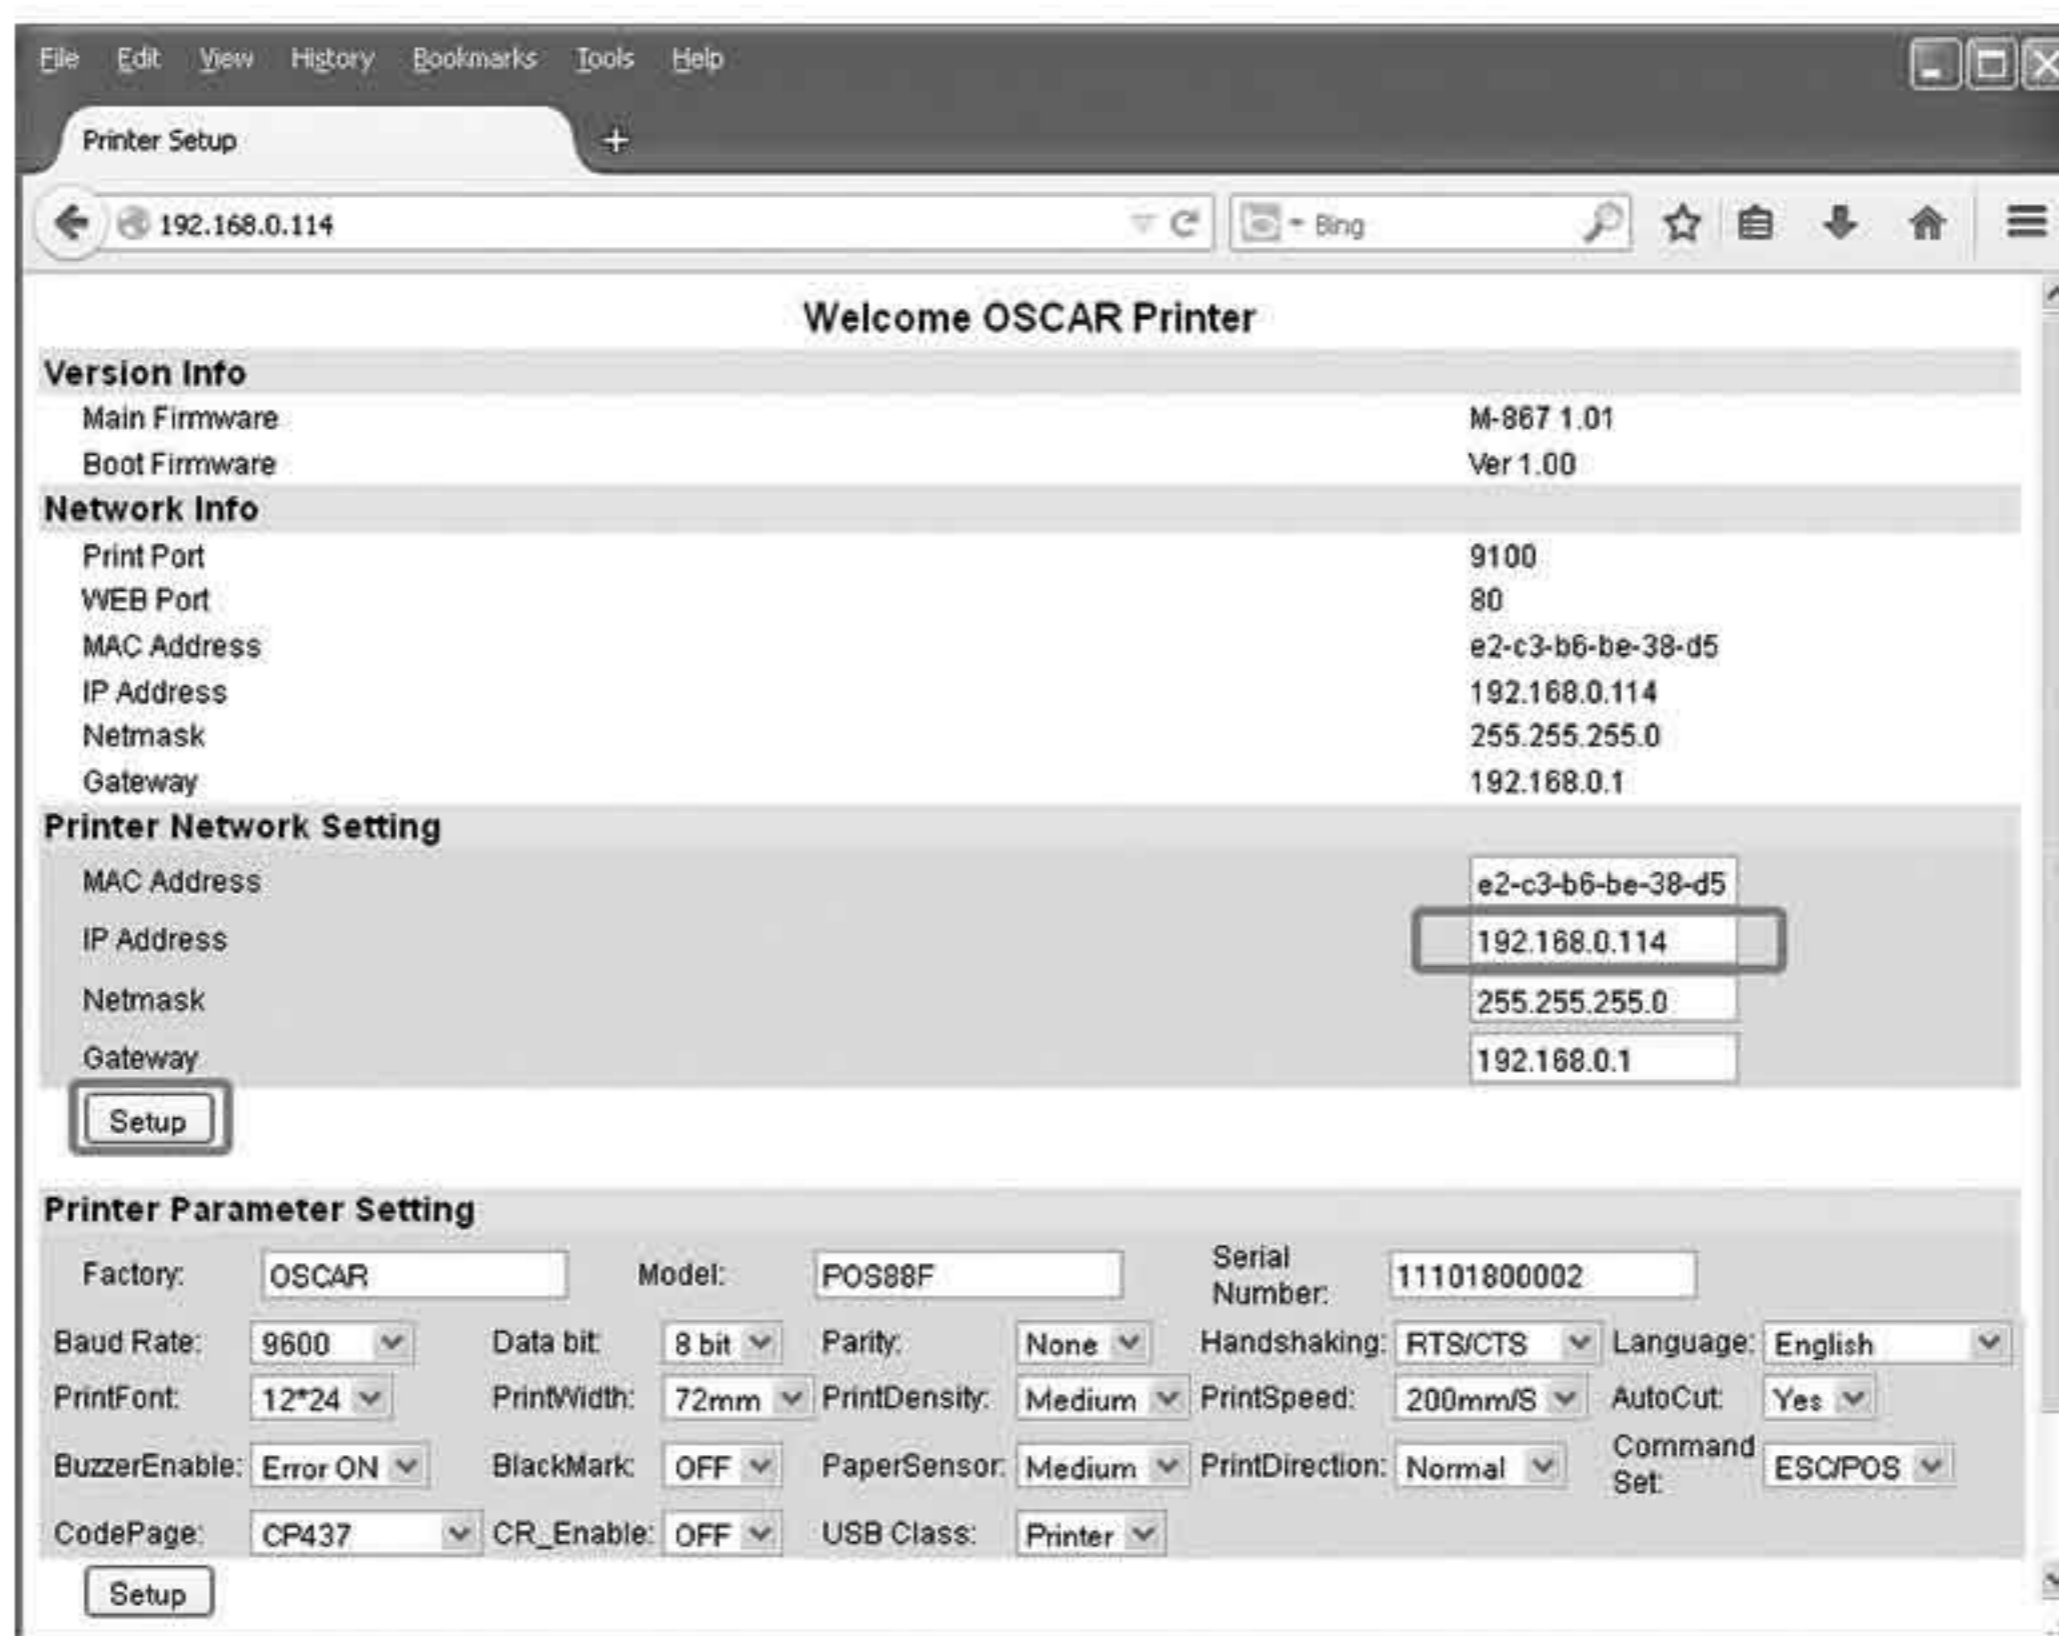 File Edit View History Bookmarks Tools Help
Printer Setup
192.168.0.114 Bing
Welcome OSCAR Printer
Version Info
Main Firmware M-867 1.01
Boot Firmware Ver 1.00
Network Info
Print Port 9100
WEB Port 80
MAC Address e2-c3-b6-be-38-d5
IP Address 192.168.0.114
Netmask 255.255.255.0
Gateway 192.168.0.1
Printer Network Setting
MAC Address e2-c3-b6-be-38-d5
IP Address 192.168.0.114
Netmask 255.255.255.0
Gateway 192.168.0.1
Setup
Printer Parameter Setting
Factory: OSCAR Model: POS88F Serial Number: 11101800002
Baud Rate: 9600 Data bit: 8 bit Parity: None Handshaking: RTS/CTS Language: English
PrintFont: 12*24 PrintWidth: 72mm PrintDensity: Medium PrintSpeed: 200mm/S AutoCut: Yes
BuzzerEnable: Error ON BlackMark: OFF PaperSensor: Medium PrintDirection: Normal Command Set: ESC/POS
CodePage: CP437 CR_Enable: OFF USB Class: Printer
Setup